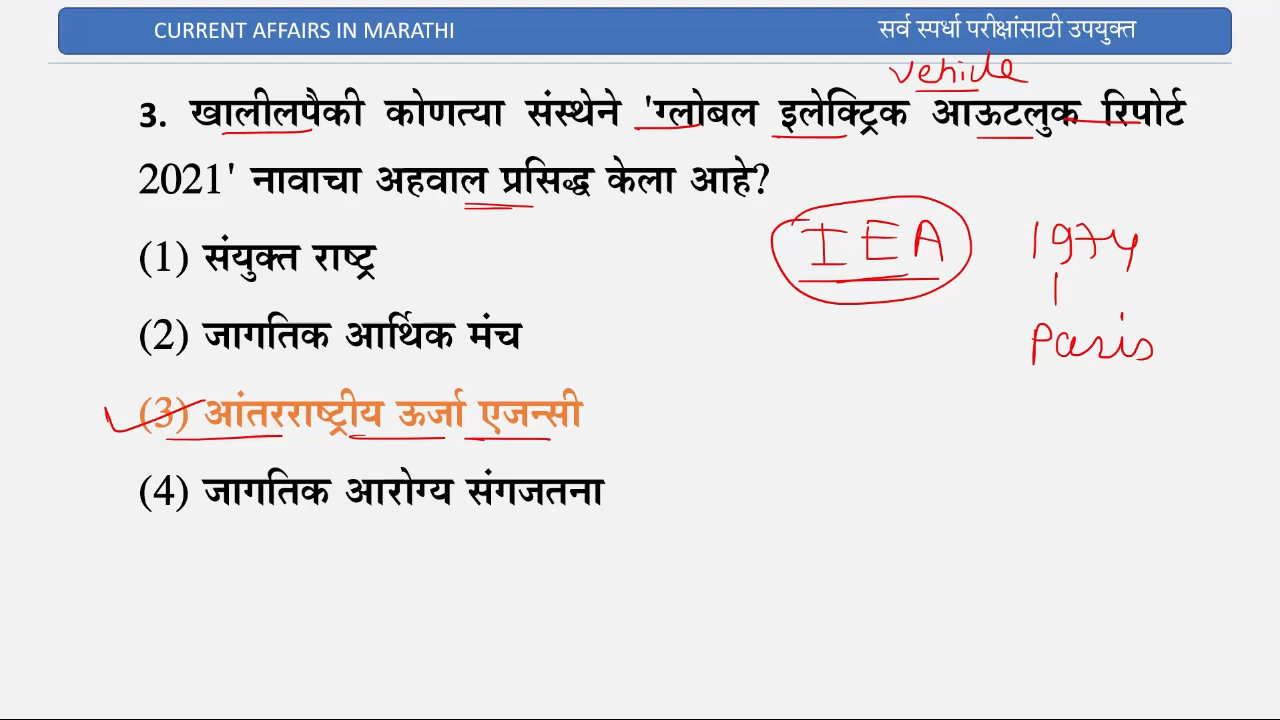 CURRENT AFFAIRS IN MARATHI
सर्व स्पर्धा परीक्षांसाठी उपयुक्त
vehicle
3. खालीलपैकी कोणत्या संस्थेने 'ग्लोबल इलेक्ट्रिक आऊटलुक रिपोर्ट
2021' नावाचा अहवाल प्रसिद्ध केला आहे?
IEA
1974
Paris
(1) संयुक्त राष्ट्र
(2) जागतिक आर्थिक मंच
(3) आंतरराष्ट्रीय ऊर्जा एजन्सी
(4) जागतिक आरोग्य संगजतना